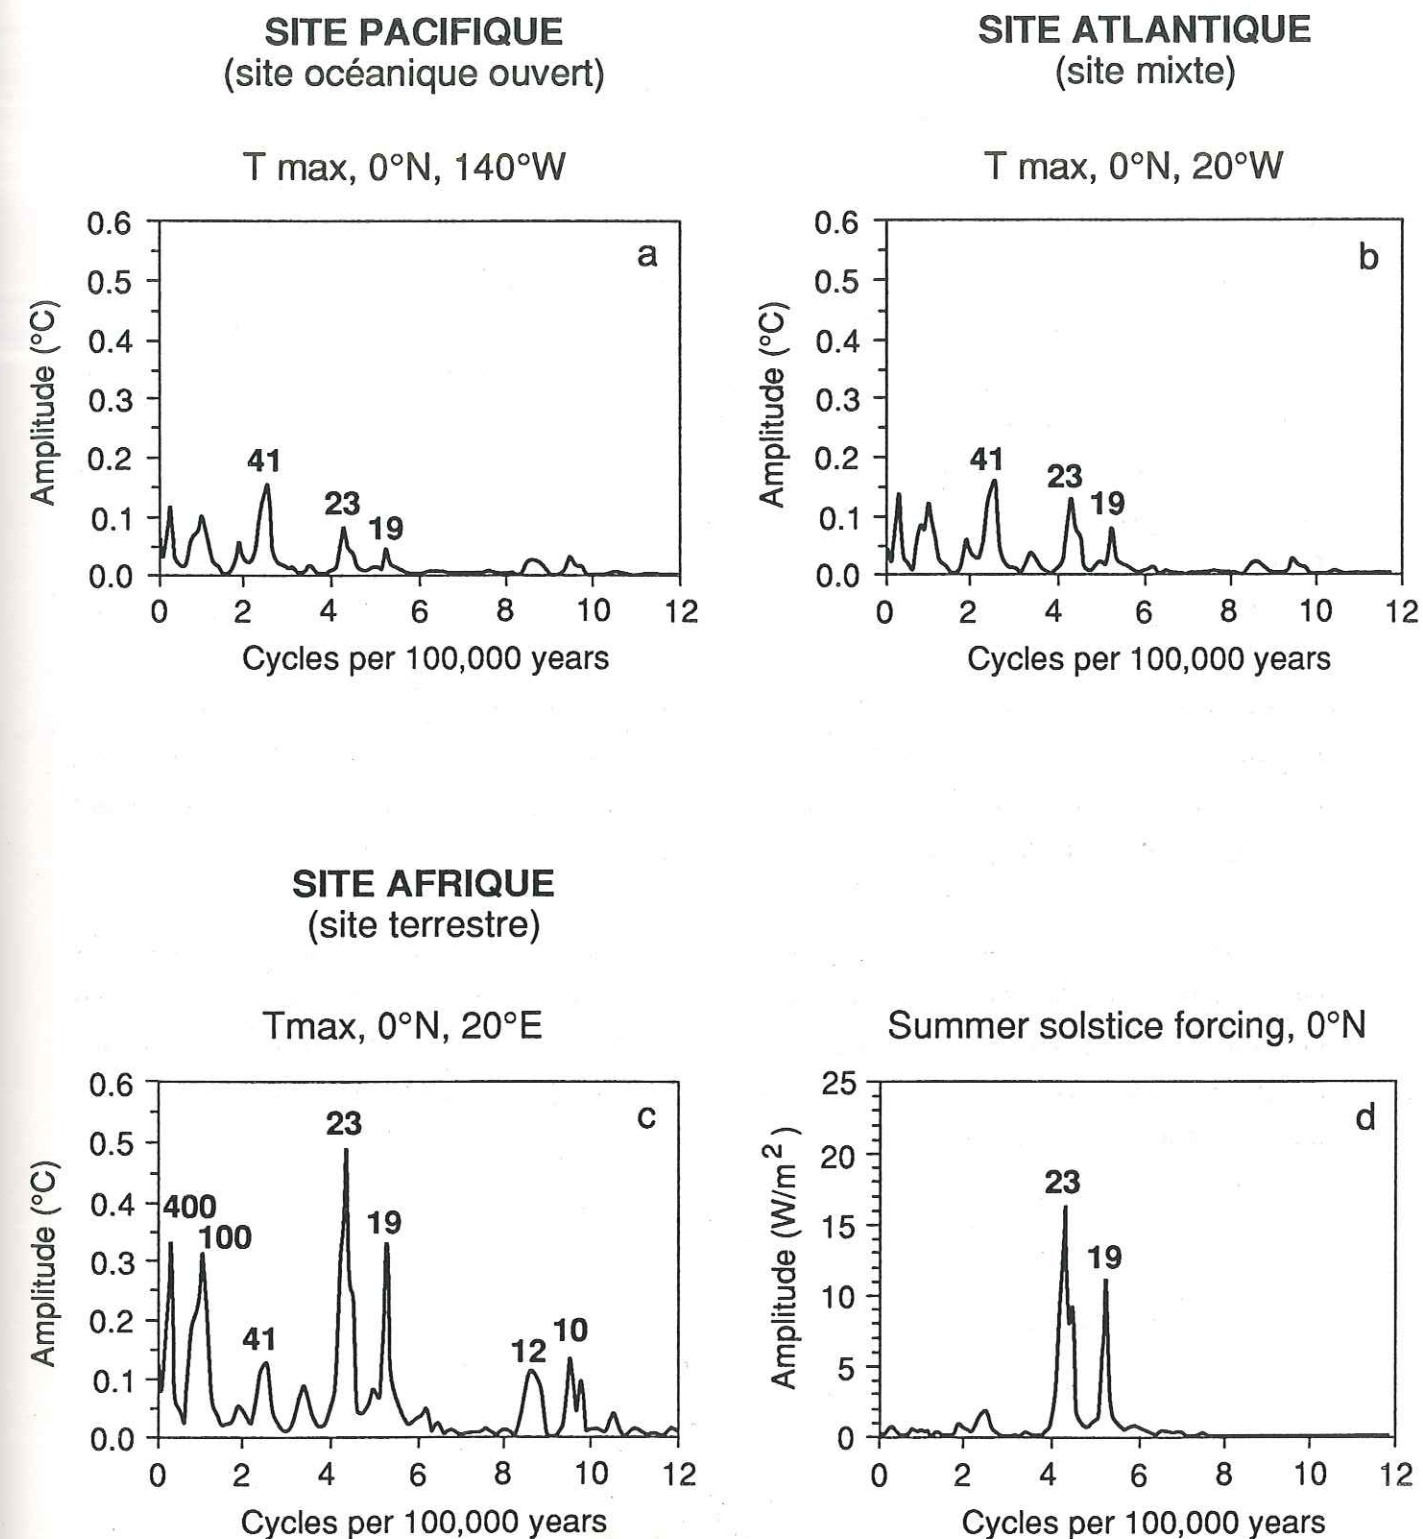 SITE PACIFIQUE
(site océanique ouvert)
T max, 0°N, 140°W
a
Amplitude (°C)
0.6
0.5
0.4
0.3
0.2
0.1
0.0
41
23
19
0 2 4 6 8 10 12
Cycles per 100,000 years
SITE ATLANTIQUE
(site mixte)
T max, 0°N, 20°W
b
Amplitude (°C)
0.6
0.5
0.4
0.3
0.2
0.1
0.0
41
23
19
0 2 4 6 8 10 12
Cycles per 100,000 years
SITE AFRIQUE
(site terrestre)
Tmax, 0°N, 20°E
c
Amplitude (°C)
0.6
0.5
0.4
0.3
0.2
0.1
0.0
400
100
41
23
19
12
10
0 2 4 6 8 10 12
Cycles per 100,000 years
Summer solstice forcing, 0°N
d
Amplitude (W/m²)
25
20
15
10
5
0
23
19
0 2 4 6 8 10 12
Cycles per 100,000 years